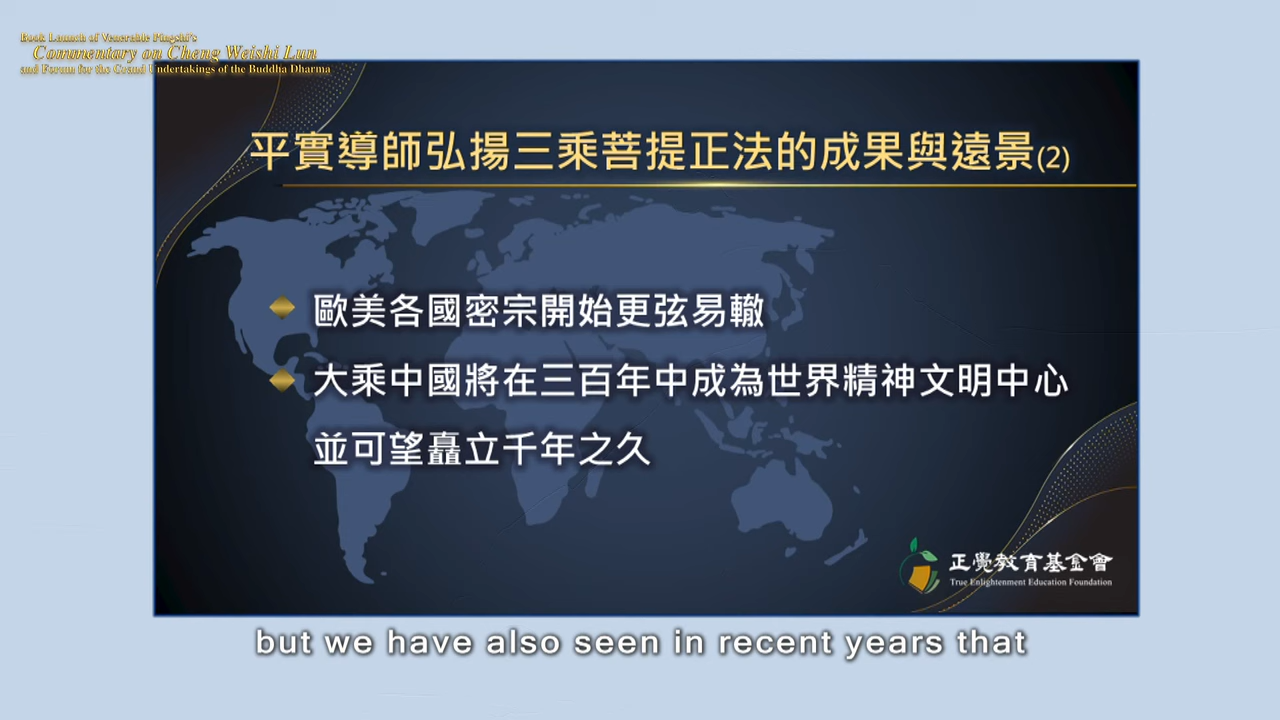 Book Launch of Venerable Pingshi's
Commentary on Cheng Weishi Lun
and Forum for the Grand Undertakings of the Buddha Dharma
平實導師弘揚三乘菩提正法的成果與遠景(2)
歐美各國密宗開始更弦易轍
大乘中國將在三百年中成為世界精神文明中心
並可望矗立千年之久
正覺教育基金會
True Enlightenment Education Foundation
but we have also seen in recent years that